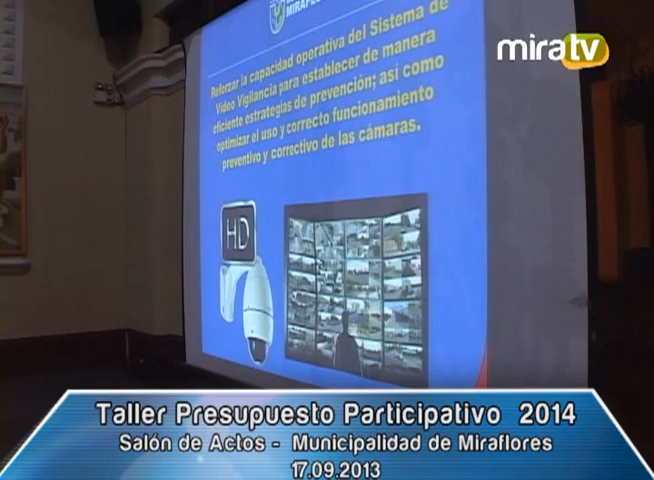 MIRAFLO
miratv
Reforzar la capacidad operativa del Sistema de
Video Vigilancia para establecer de manera
eficiente estrategias de prevención; así como
optimizar el uso y correcto funcionamiento
preventivo y correctivo de las cámaras.
HD
Taller Presupuesto Participativo 2014
Salón de Actos - Municipalidad de Miraflores
17.09.2013